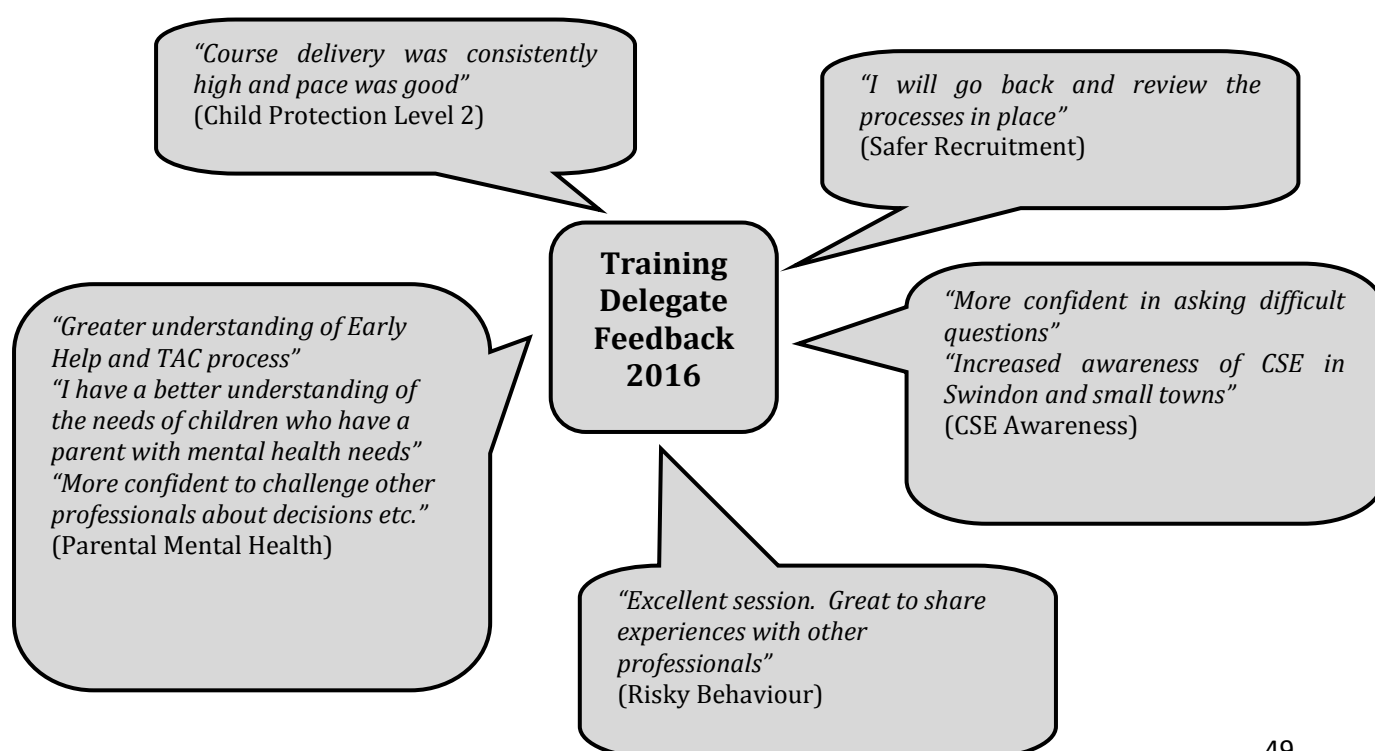 “Course delivery was consistently
high and pace was good”
(Child Protection Level 2)
“I will go back and review the
processes in place”
(Safer Recruitment)
Training
Delegate
Feedback
2016
“Greater understanding of Early
Help and TAC process”
“I have a better understanding of
the needs of children who have a
parent with mental health needs”
“More confident to challenge other
professionals about decisions etc.”
(Parental Mental Health)
“More confident in asking difficult
questions”
“Increased awareness of CSE in
Swindon and small towns”
(CSE Awareness)
“Excellent session.  Great to share
experiences with other
professionals”
(Risky Behaviour)
49